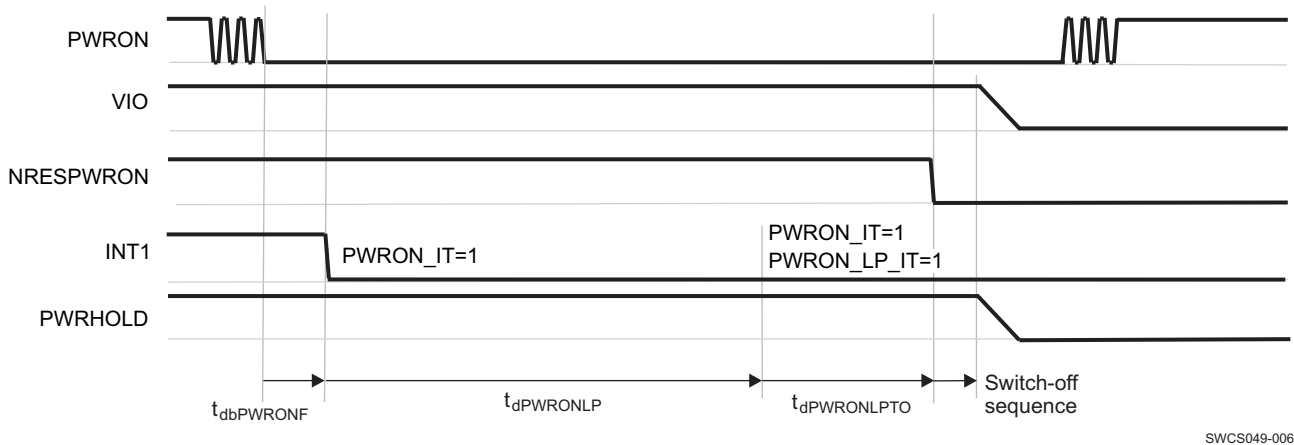 PWRON
VIO
NRESPWRON
INT1
PWRON_IT=1
PWRON_IT=1
PWRON_LP_IT=1
PWRHOLD
tdbPWRONF
tdPWRONLP
tdPWRONLPTO
Switch-off
sequence
SWCS049-006